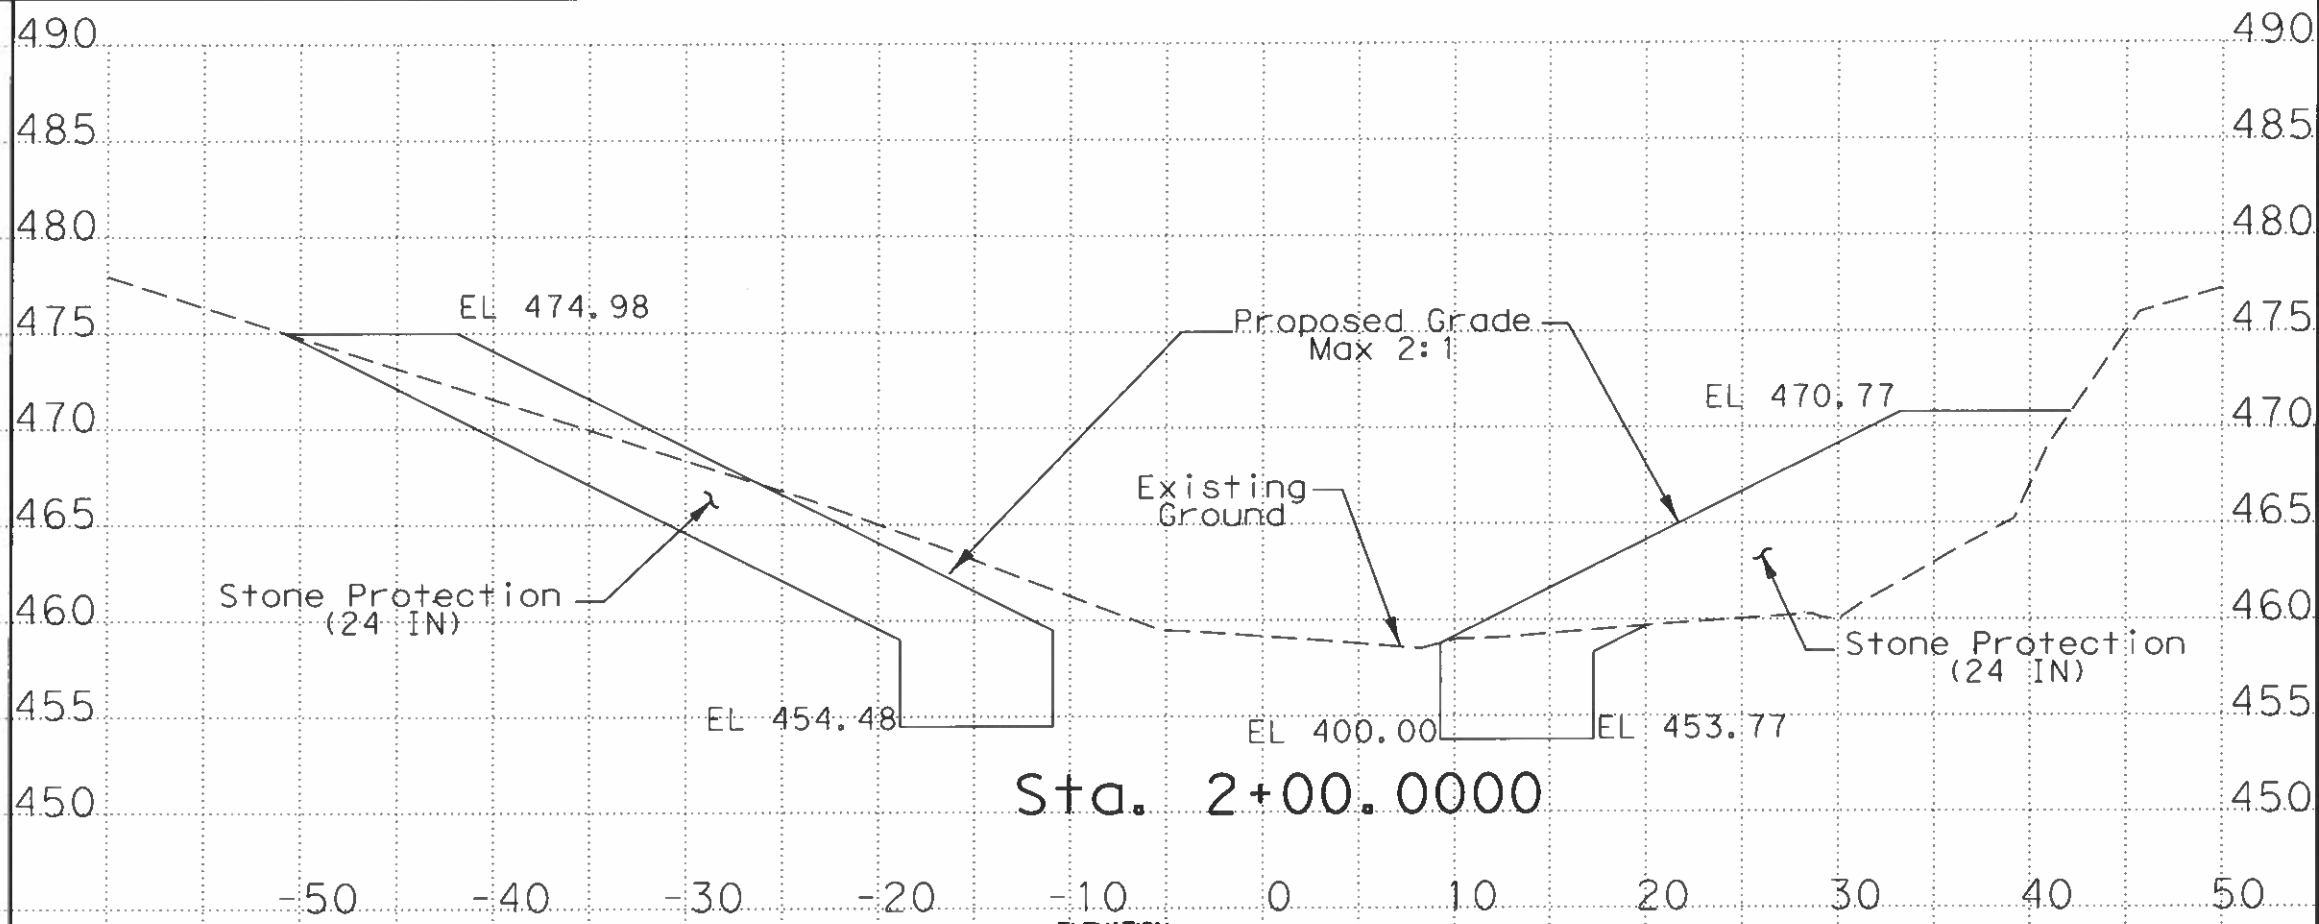 490 490
485 485
480 480
EL 474.98
475 Proposed Grade 475
Max 2:1
EL 470.77
470 470
Existing
Ground
465 465
Stone Protection
(24 IN)
460 460
Stone Protection
(24 IN)
455 EL 454.48 EL 400.00 EL 453.77 455
Sta. 2+00.0000
450 450
-50 -40 -30 -20 -10 0 10 20 30 40 50